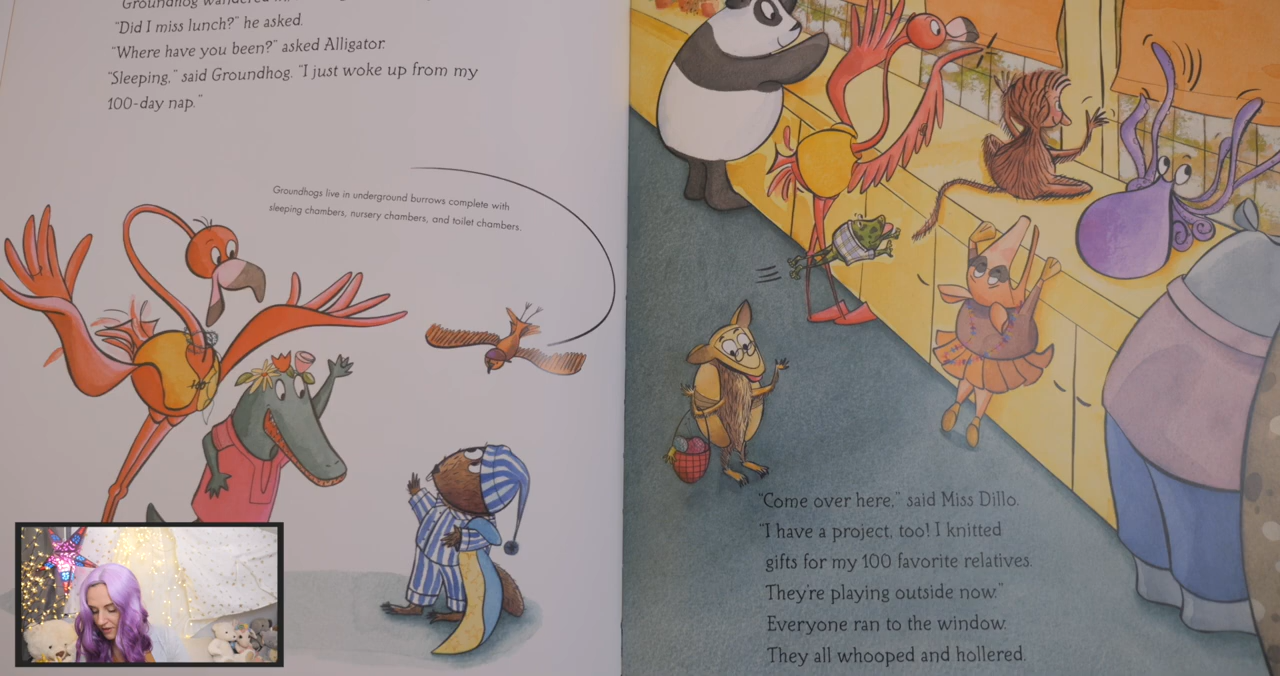 Groundhog wandered
"Did I miss lunch?" he asked.
"Where have you been?" asked Alligator.
"Sleeping," said Groundhog. "I just woke up from my
100-day nap."
Groundhogs live in underground burrows complete with
sleeping chambers, nursery chambers, and toilet chambers.
"Come over here," said Miss Dillo.
"I have a project, too! I knitted
gifts for my 100 favorite relatives.
They're playing outside now."
Everyone ran to the window.
They all whooped and hollered.